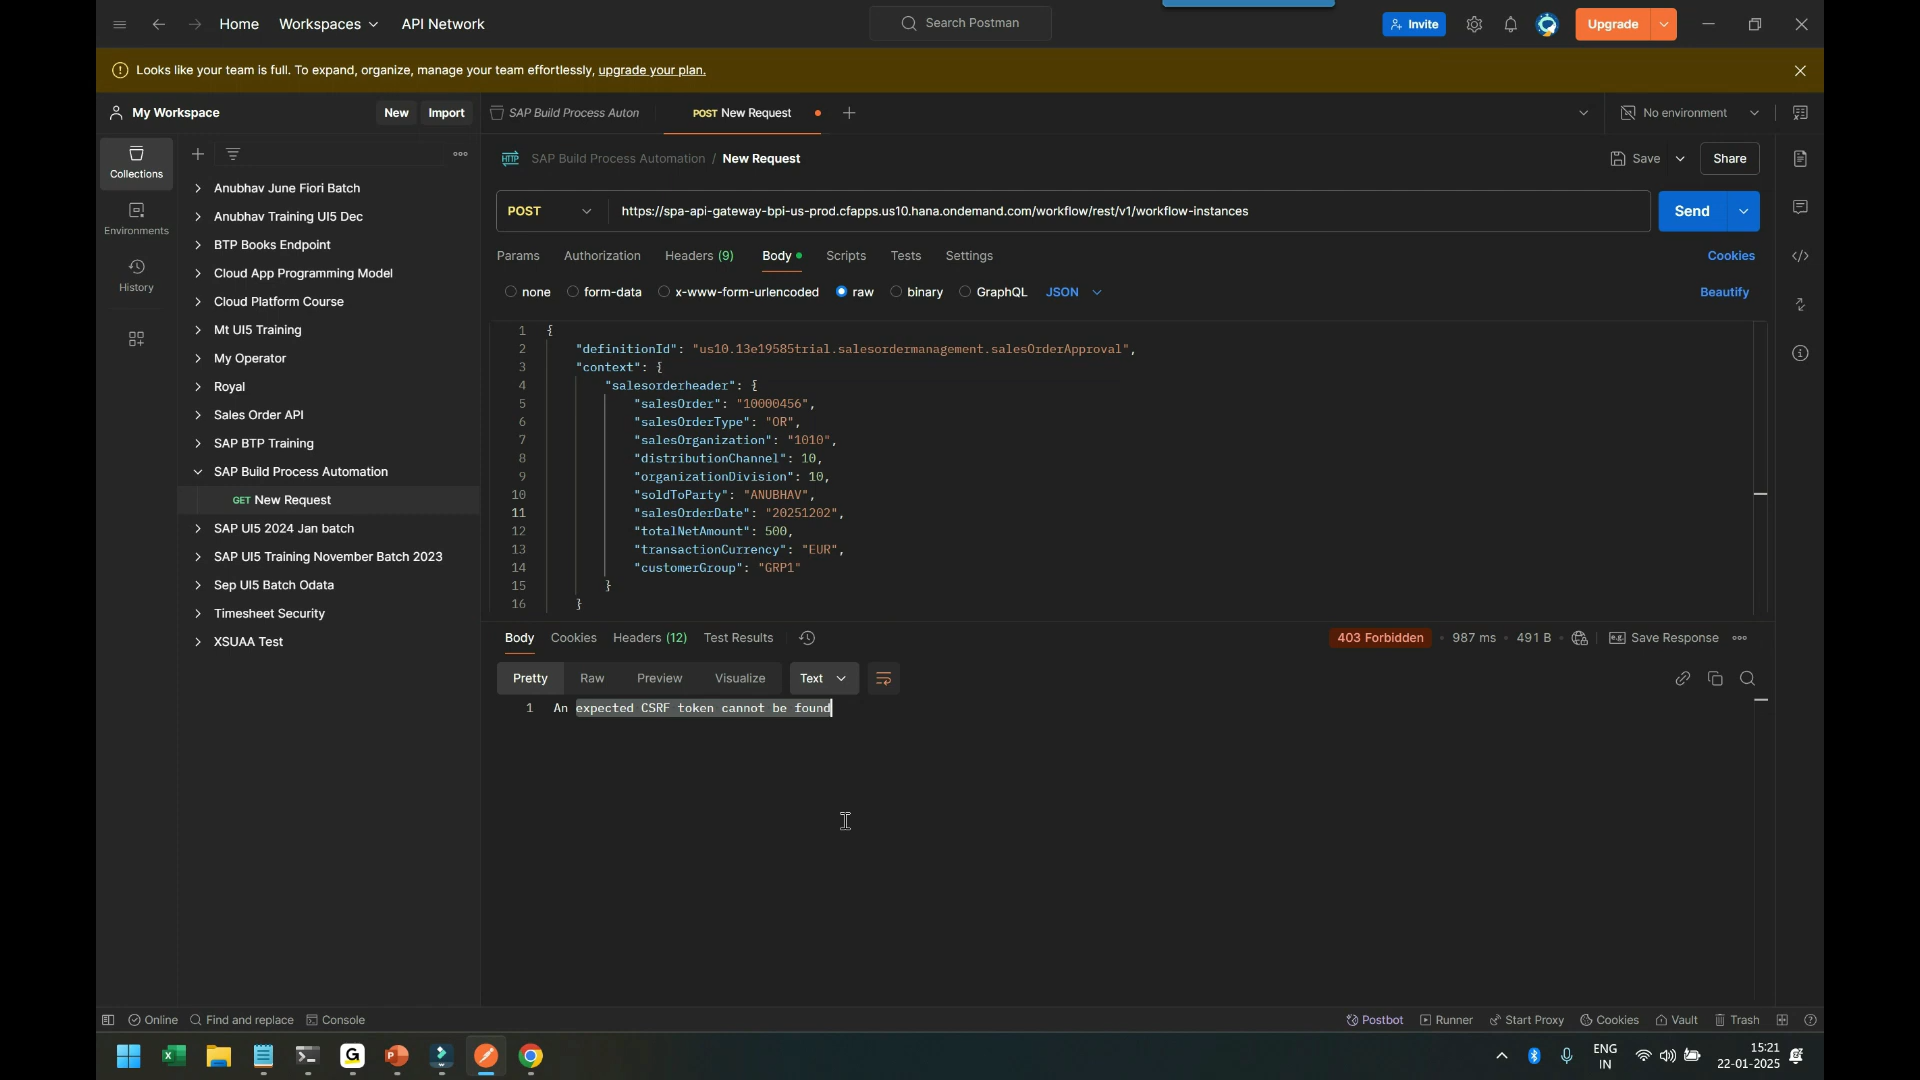 Home
Workspaces
API Network
Search Postman
Invite
Upgrade
Looks like your team is full. To expand, organize, manage your team effortlessly, upgrade your plan.
My Workspace
New
Import
SAP Build Process Auton
POST New Request
No environment
Collections
Environments
History
Anubhav June Fiori Batch
Anubhav Training UI5 Dec
BTP Books Endpoint
Cloud App Programming Model
Cloud Platform Course
Mt UI5 Training
My Operator
Royal
Sales Order API
SAP BTP Training
SAP Build Process Automation
GET New Request
SAP UI5 2024 Jan batch
SAP UI5 Training November Batch 2023
Sep UI5 Batch Odata
Timesheet Security
XSUAA Test
HTTP SAP Build Process Automation / New Request
Save
Share
POST
https://spa-api-gateway-bpi-us-prod.cfapps.us10.hana.ondemand.com/workflow/rest/v1/workflow-instances
Send
Params
Authorization
Headers (9)
Body
Scripts
Tests
Settings
Cookies
none
form-data
x-www-form-urlencoded
raw
binary
GraphQL
JSON
Beautify
1 {
2 "definitionId": "us10.13e19585trial.salesordermanagement.salesOrderApproval",
3 "context": {
4 "salesorderheader": {
5 "salesOrder": "10000456",
6 "salesOrderType": "OR",
7 "salesOrganization": "1010",
8 "distributionChannel": 10,
9 "organizationDivision": 10,
10 "soldToParty": "ANUBHAV",
11 "salesOrderDate": "20251202",
12 "totalNetAmount": 500,
13 "transactionCurrency": "EUR",
14 "customerGroup": "GRP1"
15 }
16 }
Body
Cookies
Headers (12)
Test Results
403 Forbidden
987 ms
491 B
e.g. Save Response
Pretty
Raw
Preview
Visualize
Text
1 An expected CSRF token cannot be found
Online
Find and replace
Console
Postbot
Runner
Start Proxy
Cookies
Vault
Trash
ENG
IN
15:21
22-01-2025